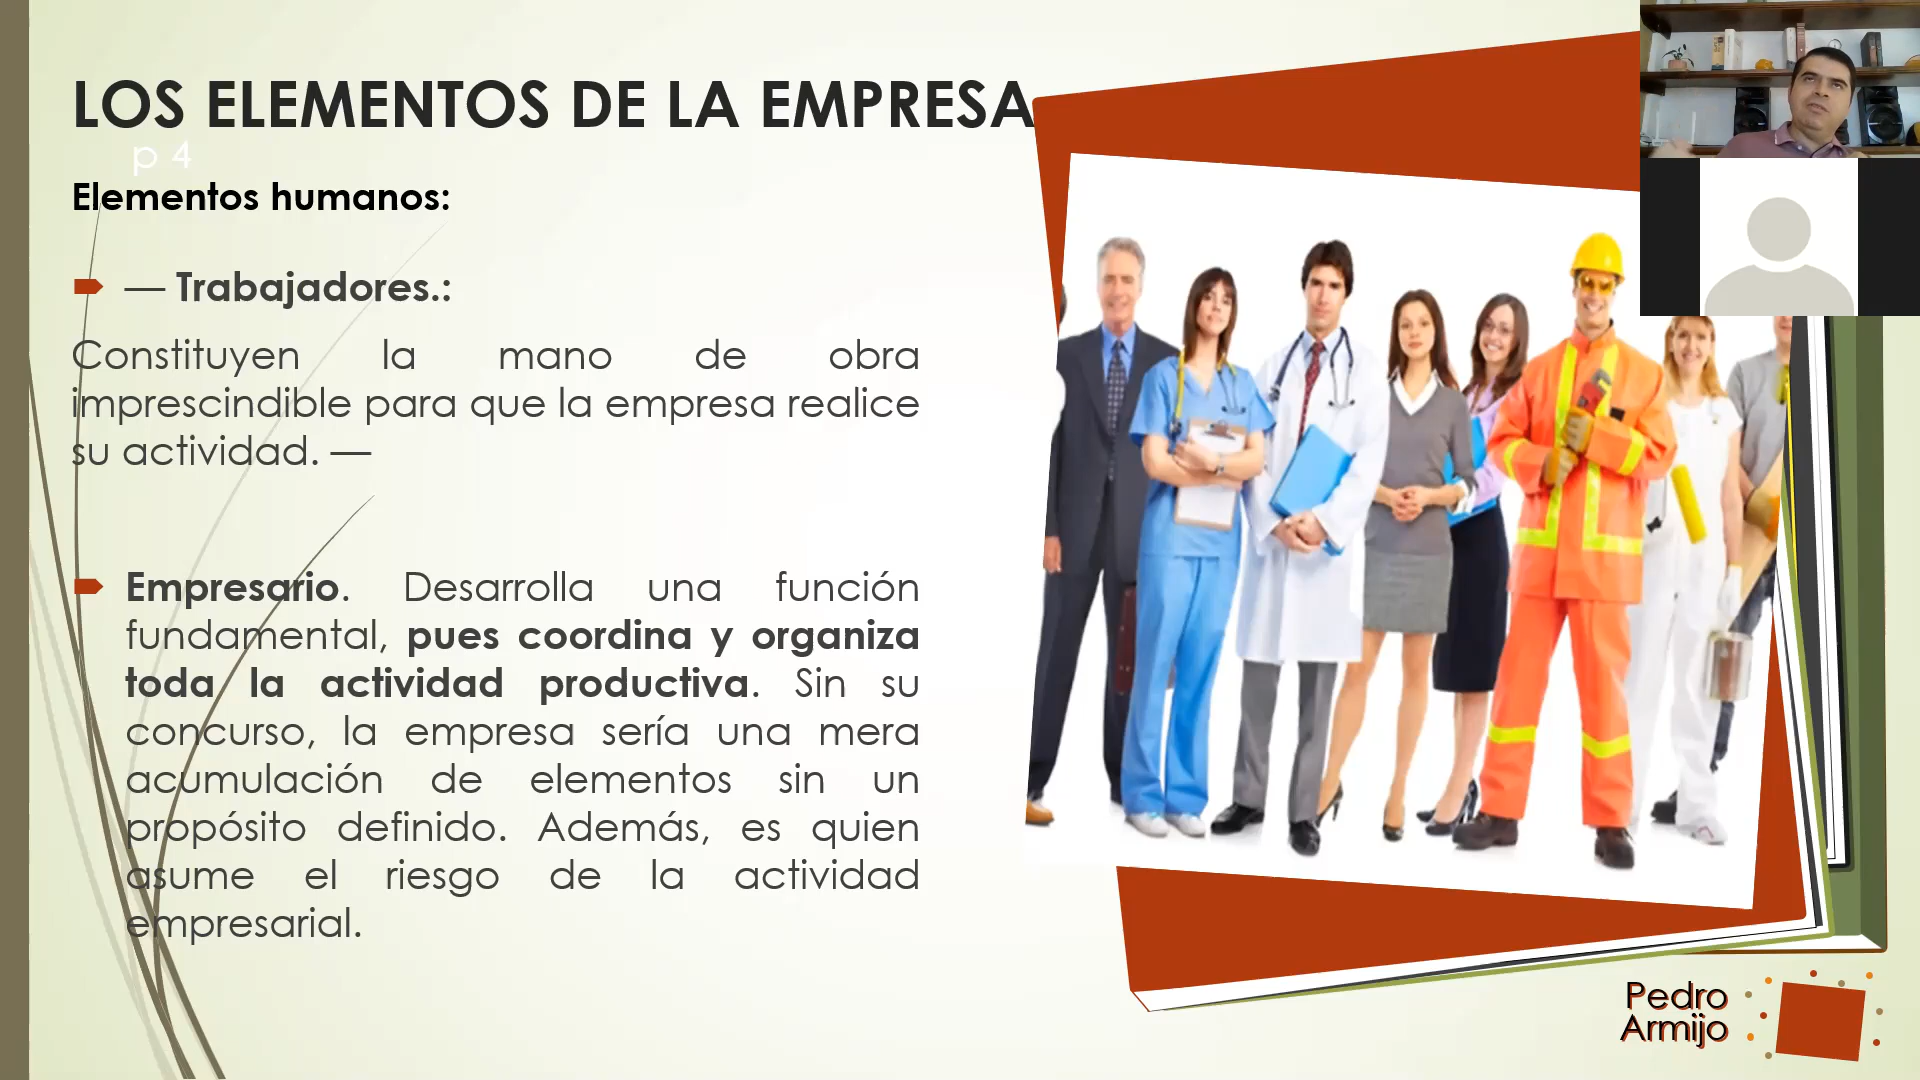 LOS ELEMENTOS DE LA EMPRESA
p 4
Elementos humanos:
— Trabajadores.:
Constituyen la mano de obra
imprescindible para que la empresa realice
su actividad. —
Empresario. Desarrolla una función
fundamental, pues coordina y organiza
toda la actividad productiva. Sin su
concurso, la empresa sería una mera
acumulación de elementos sin un
propósito definido. Además, es quien
asume el riesgo de la actividad
empresarial.
Pedro
Armijo